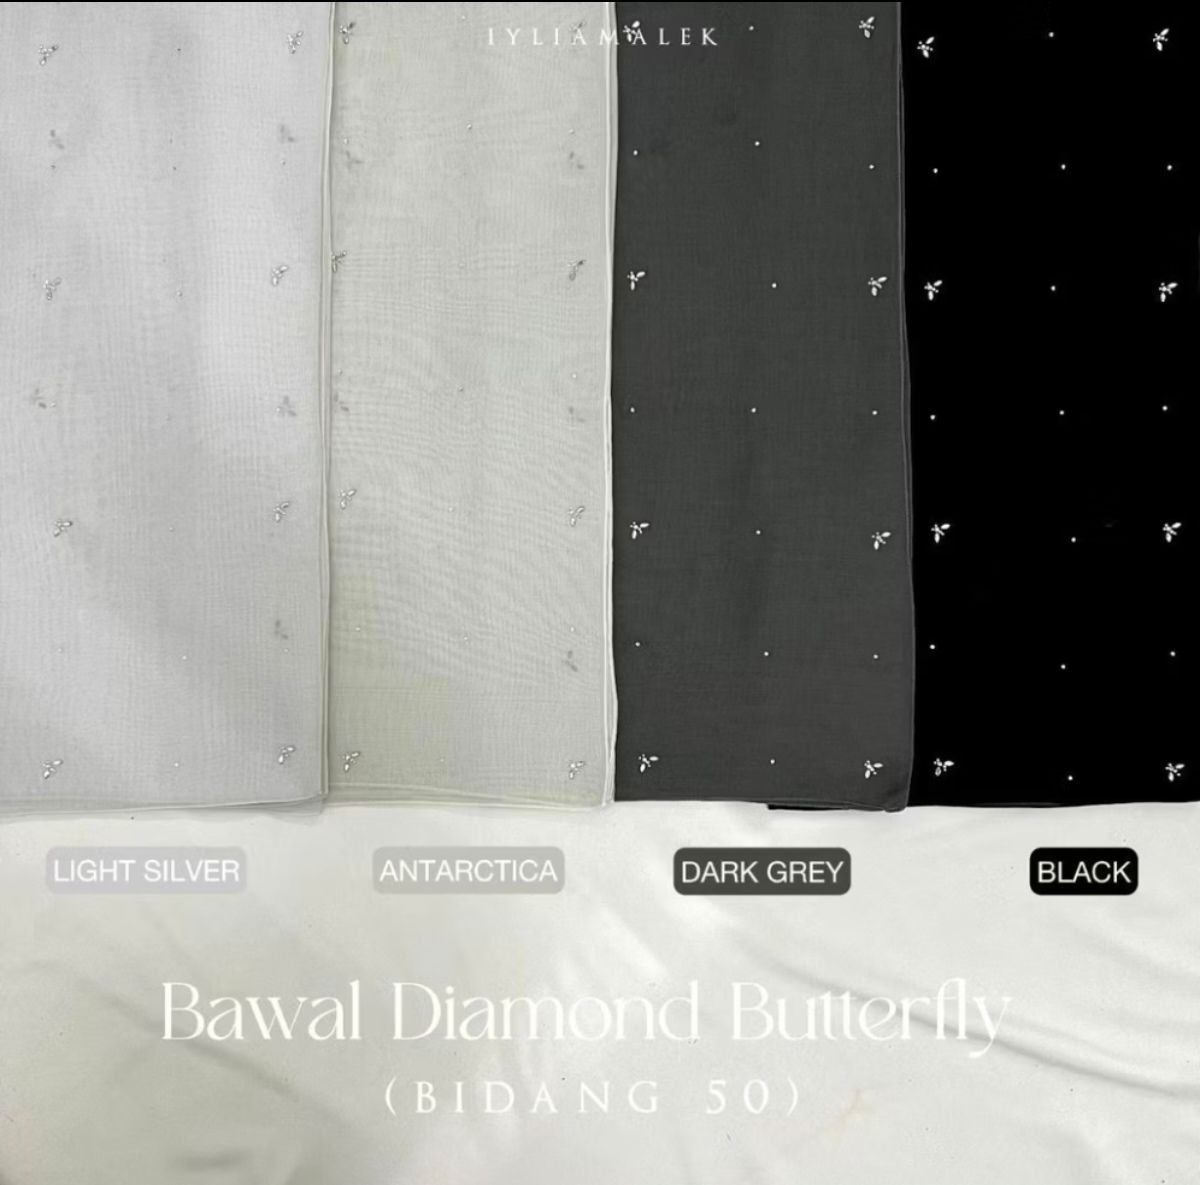 IYLIAMALEK
LIGHT SILVER
ANTARCTICA
DARK GREY
BLACK
Bawal Diamond Butterfly
(BIDANG 50)